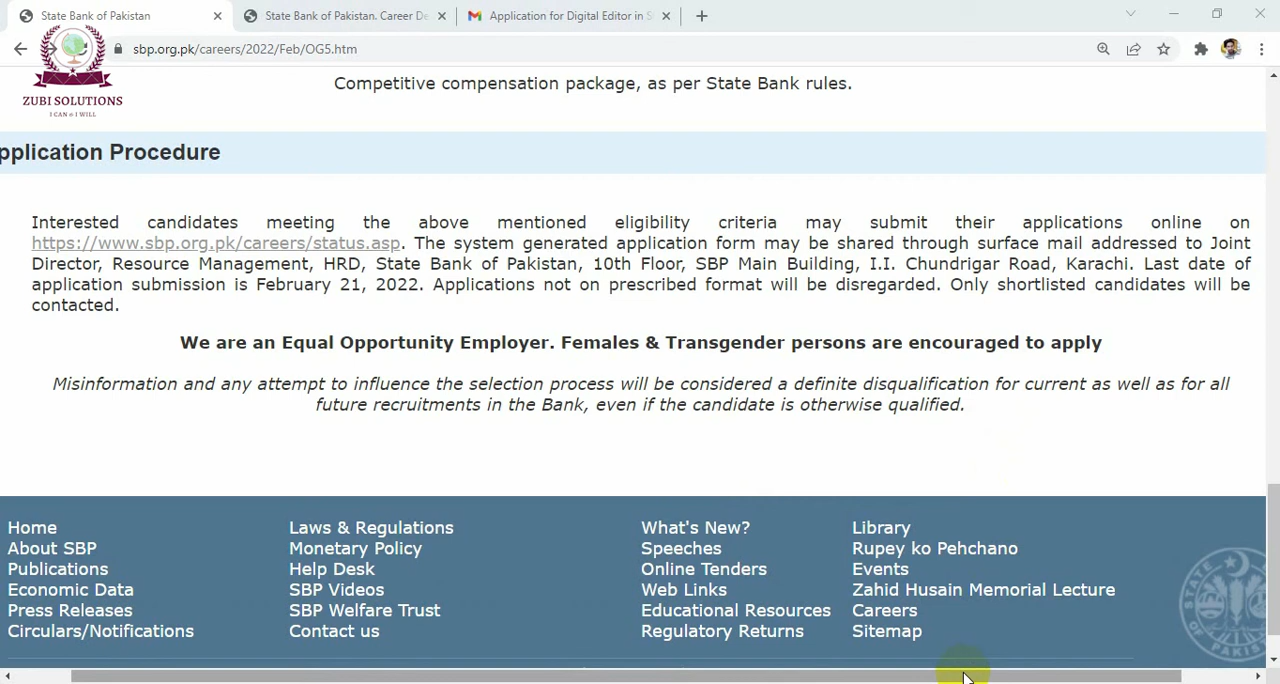 State Bank of Pakistan
State Bank of Pakistan. Career De
Application for Digital Editor in S
sbp.org.pk/careers/2022/Feb/OG5.htm
ZUBI SOLUTIONS
Competitive compensation package, as per State Bank rules.
pplication Procedure
Interested candidates meeting the above mentioned eligibility criteria may submit their applications online on
https://www.sbp.org.pk/careers/status.asp. The system generated application form may be shared through surface mail addressed to Joint
Director, Resource Management, HRD, State Bank of Pakistan, 10th Floor, SBP Main Building, I.I. Chundrigar Road, Karachi. Last date of
application submission is February 21, 2022. Applications not on prescribed format will be disregarded. Only shortlisted candidates will be
contacted.
We are an Equal Opportunity Employer. Females & Transgender persons are encouraged to apply
Misinformation and any attempt to influence the selection process will be considered a definite disqualification for current as well as for all
future recruitments in the Bank, even if the candidate is otherwise qualified.
Home Laws & Regulations What's New? Library
About SBP Monetary Policy Speeches Rupey ko Pehchano
Publications Help Desk Online Tenders Events
Economic Data SBP Videos Web Links Zahid Husain Memorial Lecture
Press Releases SBP Welfare Trust Educational Resources Careers
Circulars/Notifications Contact us Regulatory Returns Sitemap